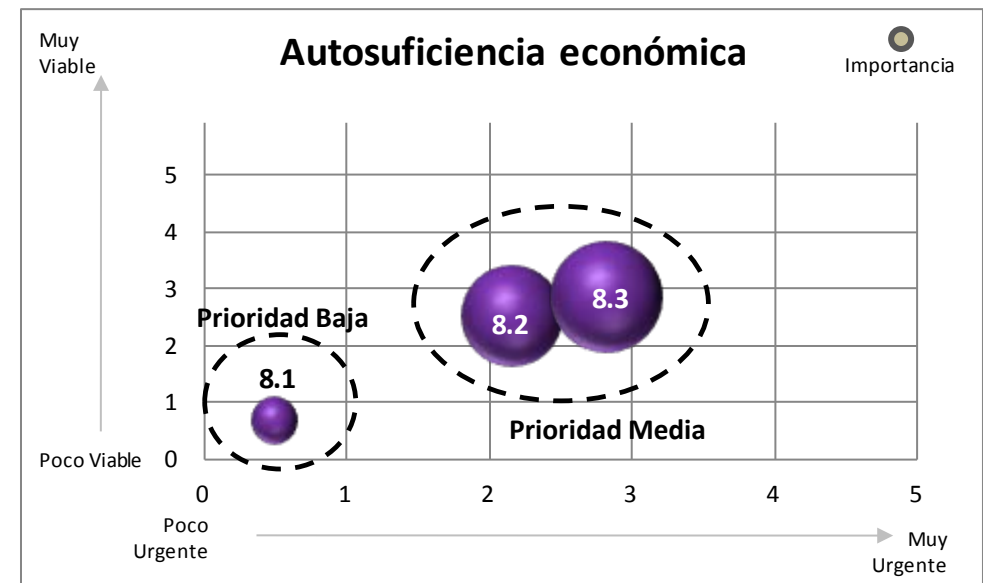 Muy
Viable
Autosuficiencia económica
Importancia
5
4
3
2
1
0
Prioridad Baja
8.1
8.2
8.3
Prioridad Media
Poco Viable
0 1 2 3 4 5
Poco
Urgente
Muy
Urgente